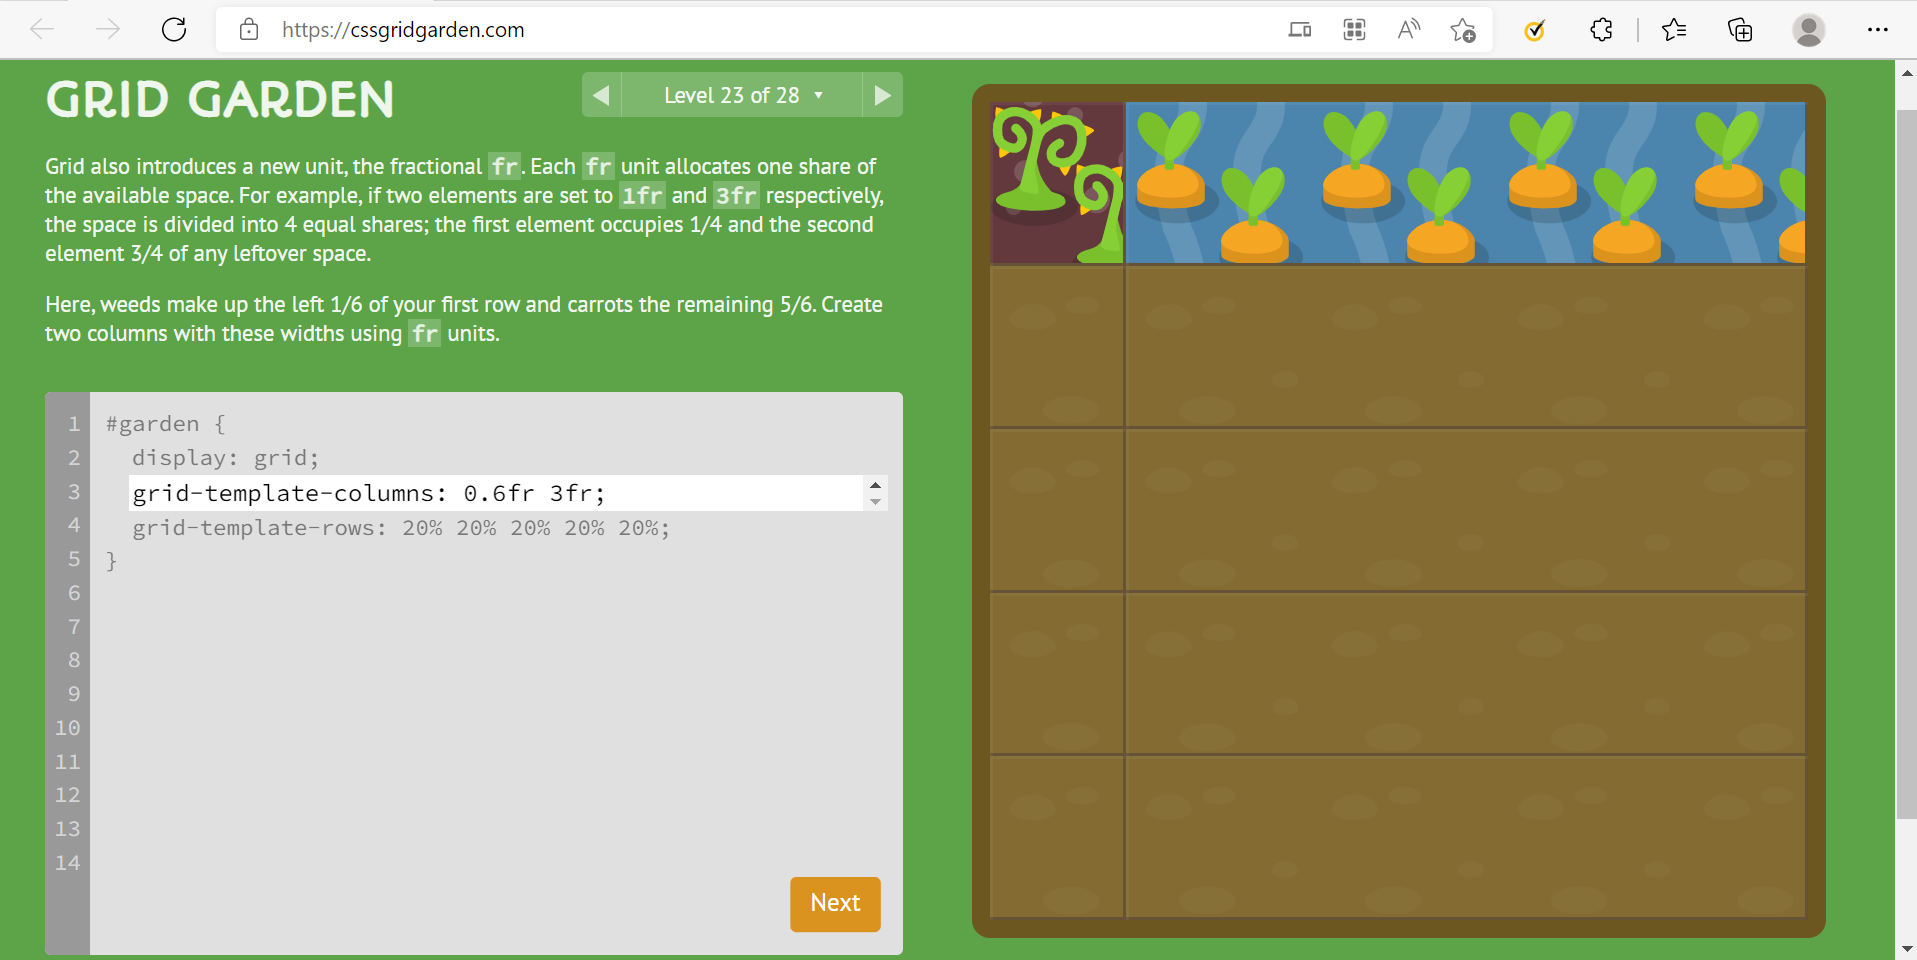 https://cssgridgarden.com
GRID GARDEN
Level 23 of 28
Grid also introduces a new unit, the fractional fr. Each fr unit allocates one share of
the available space. For example, if two elements are set to 1fr and 3fr respectively,
the space is divided into 4 equal shares; the first element occupies 1/4 and the second
element 3/4 of any leftover space.
Here, weeds make up the left 1/6 of your first row and carrots the remaining 5/6. Create
two columns with these widths using fr units.
1 #garden {
2 display: grid;
3 grid-template-columns: 0.6fr 3fr;
4 grid-template-rows: 20% 20% 20% 20% 20%;
5 }
6
7
8
9
10
11
12
13
14
Next